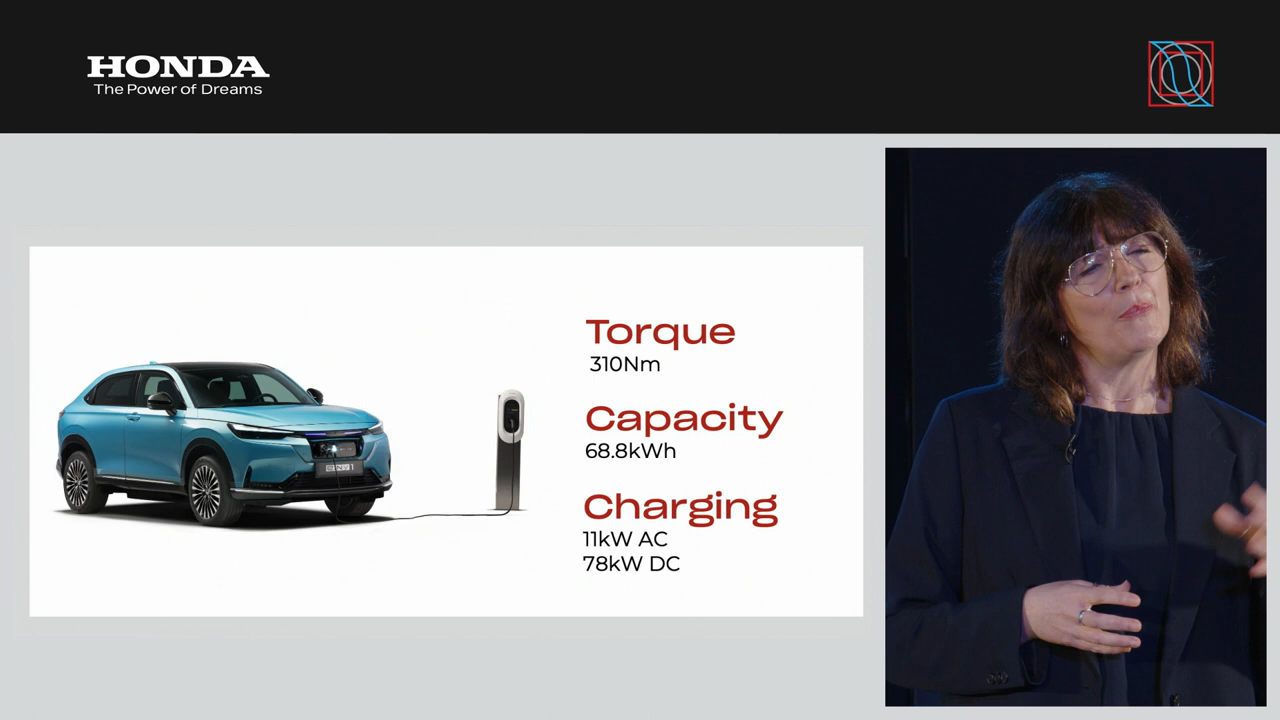 HONDA
The Power of Dreams
Torque
310Nm
Capacity
68.8kWh
Charging
11kW AC
78kW DC